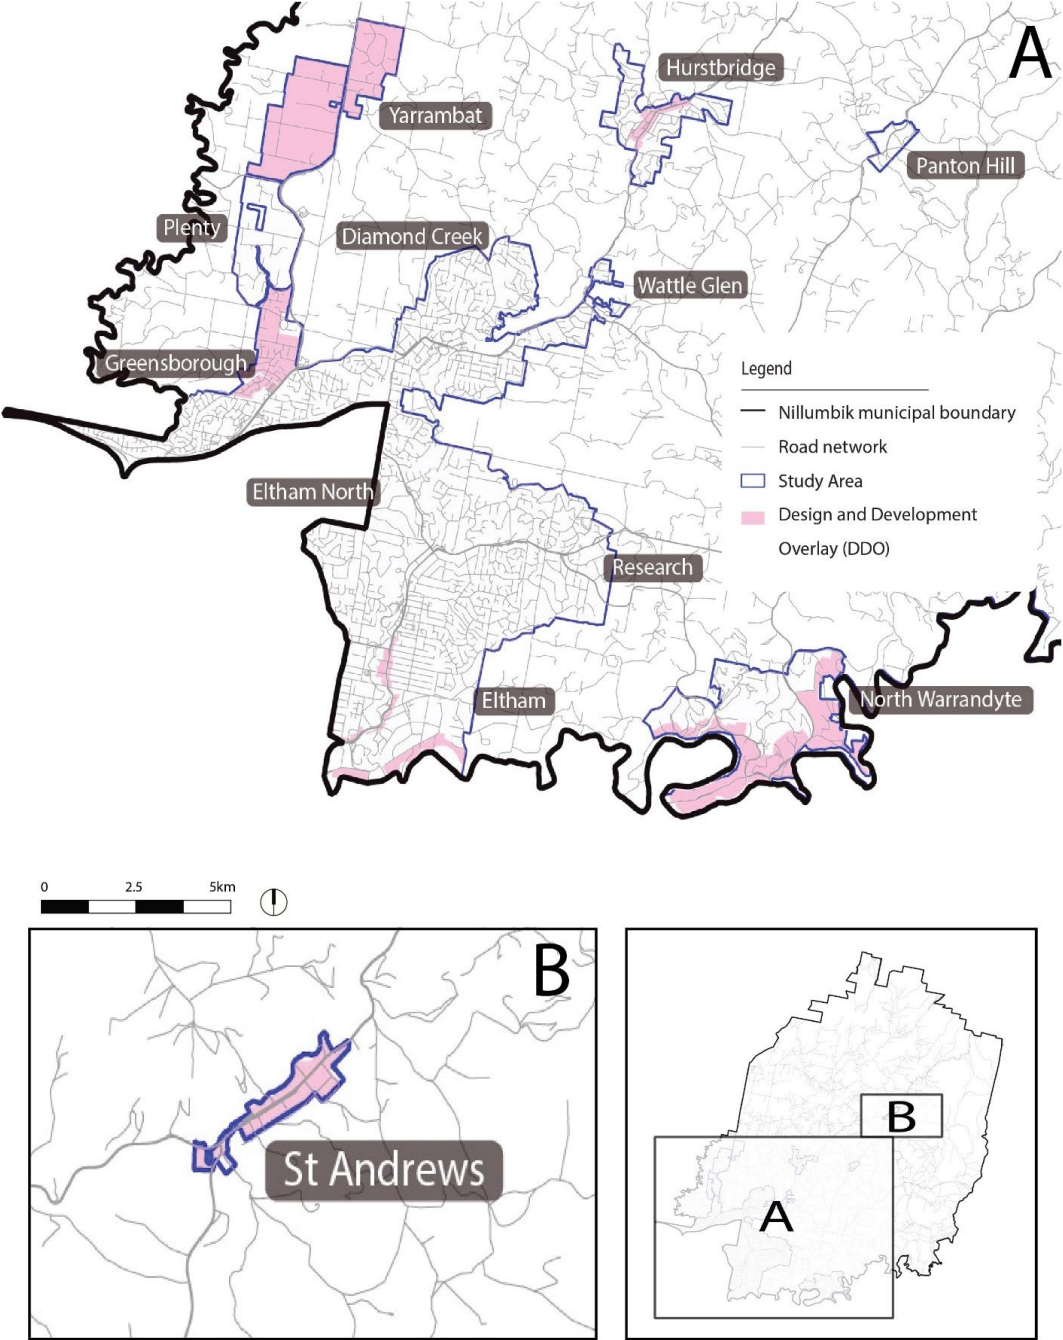 A
Hurstbridge
Yarrambat
Panton Hill
Plenty
Diamond Creek
Wattle Glen
Greensborough
Legend
Nillumbik municipal boundary
Road network
Study Area
Design and Development
Overlay (DDO)
Eltham North
Research
Eltham
North Warrandyte
0 2.5 5km
B
St Andrews
B
A